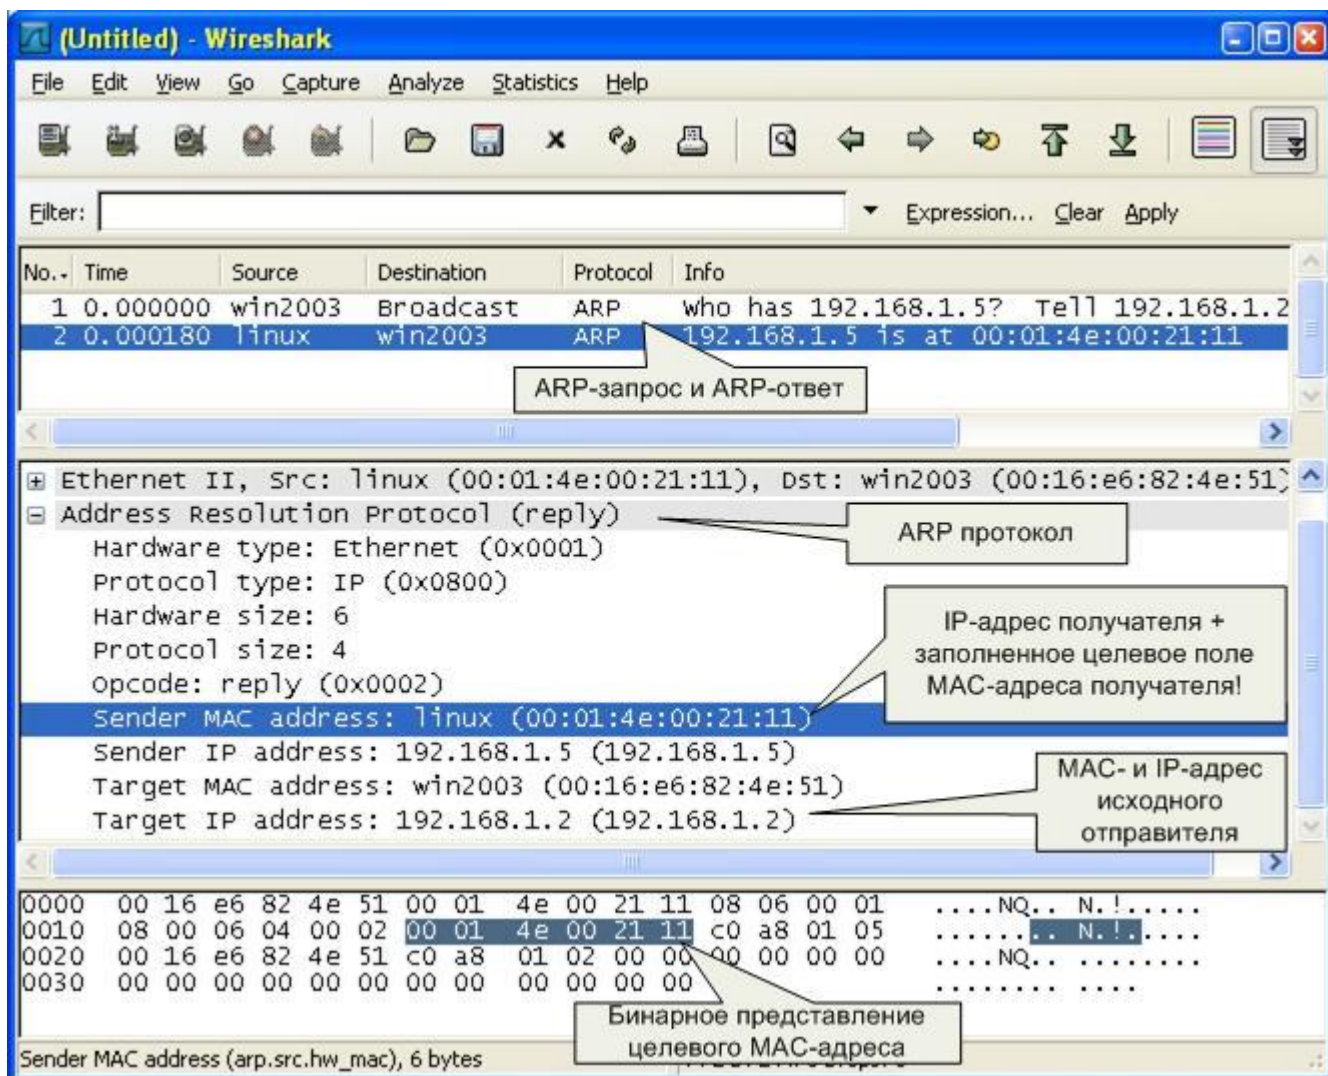 (Untitled) - Wireshark
File Edit View Go Capture Analyze Statistics Help
Filter: Expression... Clear Apply
No. Time Source Destination Protocol Info
1 0.000000 win2003 Broadcast ARP who has 192.168.1.5? Tell 192.168.1.2
2 0.000180 linux win2003 ARP 192.168.1.5 is at 00:01:4e:00:21:11
ARP-запрос и ARP-ответ
Ethernet II, Src: linux (00:01:4e:00:21:11), Dst: win2003 (00:16:e6:82:4e:51)
Address Resolution Protocol (reply)
ARP протокол
Hardware type: Ethernet (0x0001)
Protocol type: IP (0x0800)
Hardware size: 6
Protocol size: 4
Opcode: reply (0x0002)
IP-адрес получателя +
заполненное целевое поле
MAC-адреса получателя!
Sender MAC address: linux (00:01:4e:00:21:11)
Sender IP address: 192.168.1.5 (192.168.1.5)
Target MAC address: win2003 (00:16:e6:82:4e:51)
Target IP address: 192.168.1.2 (192.168.1.2)
MAC- и IP-адрес
исходного
отправителя
0000 00 16 e6 82 4e 51 00 01 4e 00 21 11 08 06 00 01 ....NQ.. N.!.....
0010 08 00 06 04 00 02 00 01 4e 00 21 11 c0 a8 01 05 ........ N.!.....
0020 00 16 e6 82 4e 51 c0 a8 01 02 00 00 00 00 00 00 ....NQ.. ........
0030 00 00 00 00 00 00 00 00 00 00 00 00 ........ ....
Бинарное представление
целевого MAC-адреса
Sender MAC address (arp.src.hw_mac), 6 bytes